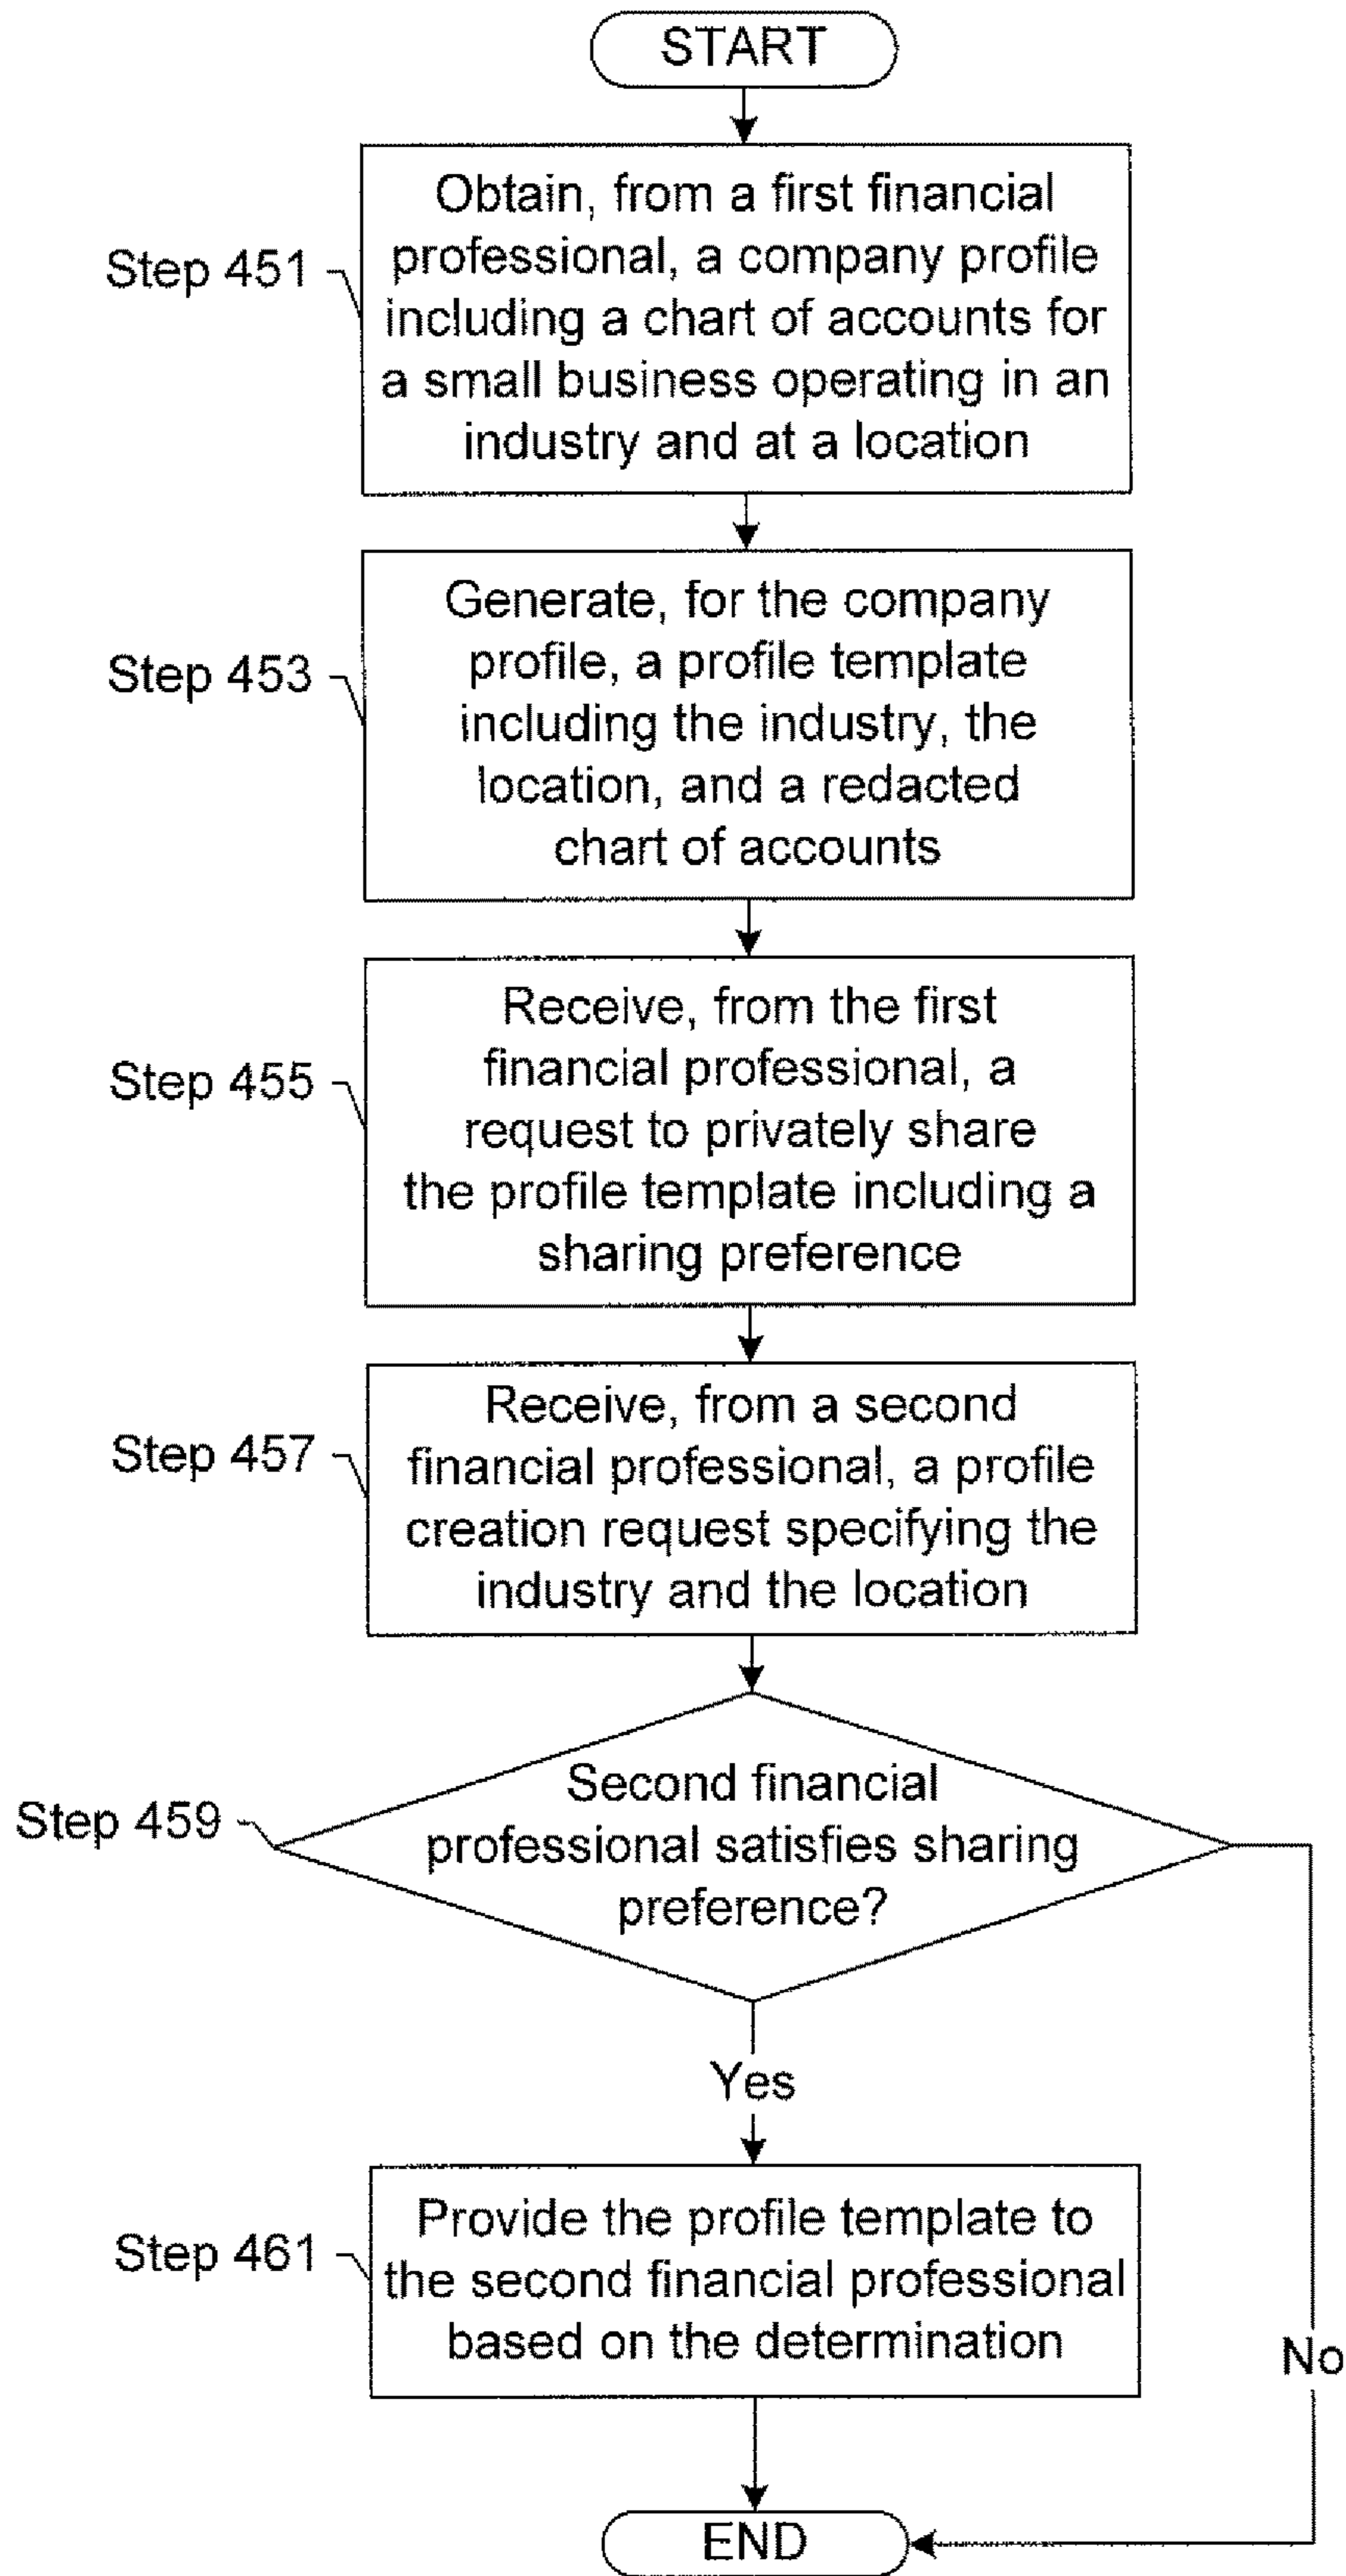 START
Step 451
Obtain, from a first financial
professional, a company profile
including a chart of accounts for
a small business operating in an
industry and at a location
Step 453
Generate, for the company
profile, a profile template
including the industry, the
location, and a redacted
chart of accounts
Step 455
Receive, from the first
financial professional, a
request to privately share
the profile template including a
sharing preference
Step 457
Receive, from a second
financial professional, a profile
creation request specifying the
industry and the location
Step 459
Second financial
professional satisfies sharing
preference?
Yes
Step 461
Provide the profile template to
the second financial professional
based on the determination
No
END